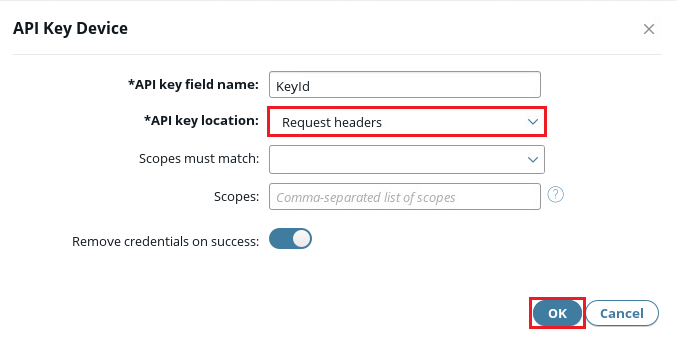 API Key Device
*API key field name: KeyId
*API key location: Request headers
Scopes must match:
Scopes: Comma-separated list of scopes ?
Remove credentials on success:
OK Cancel